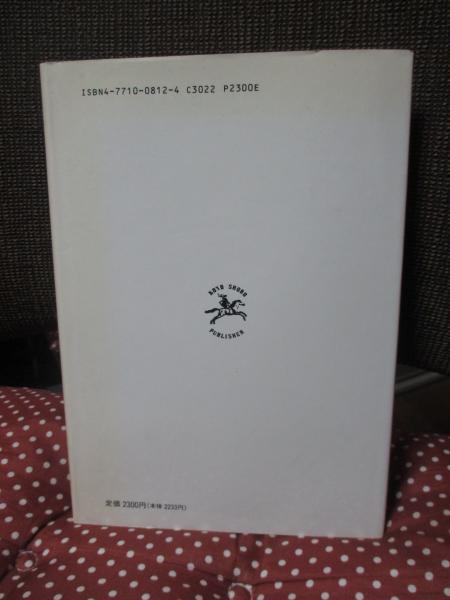 ISBN4-7710-0812-4 C3022 P2300E
KOYO SHOBO
PUBLISHER
定価 2300円(本体 2233円)